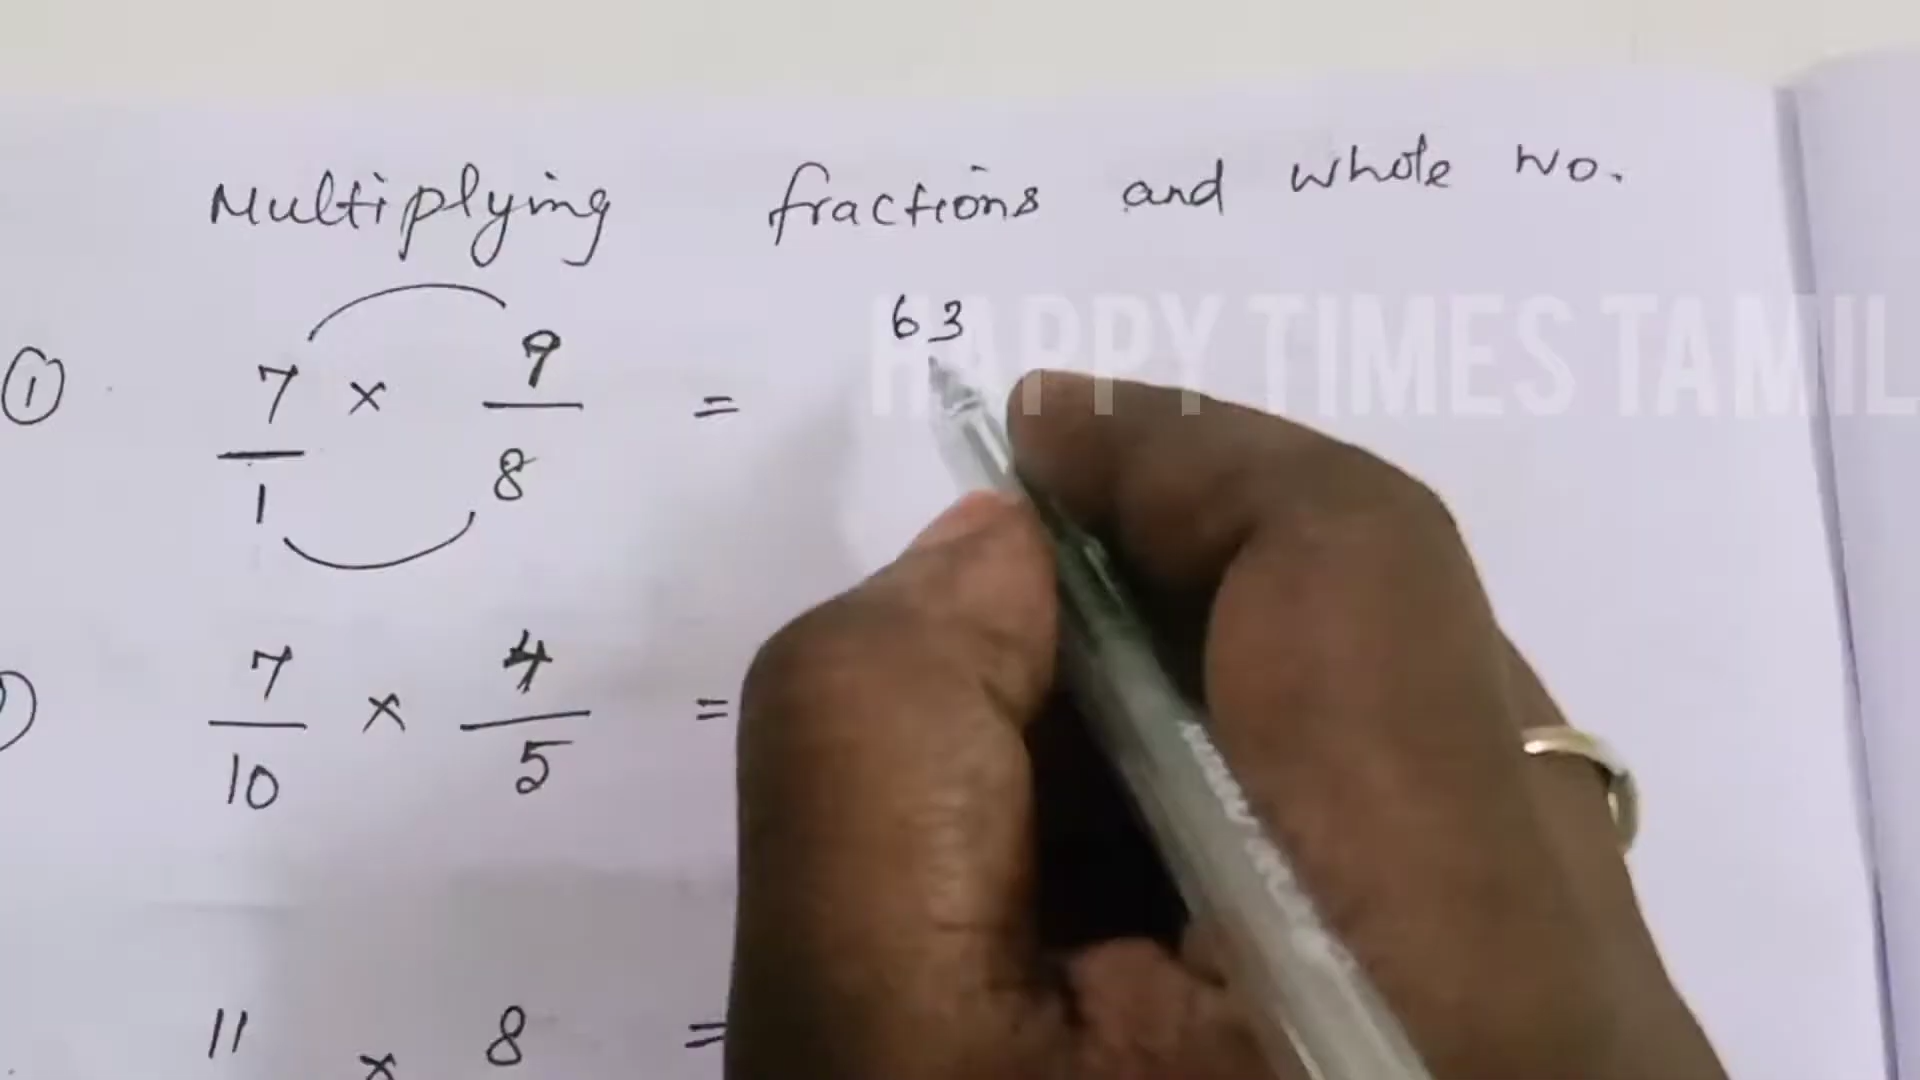 Multiplying fractions and whole No.
63
HAPPY TIMES TAMIL
① 7/1 × 9/8 =
7/10 × 4/5 =
11 × 8 =